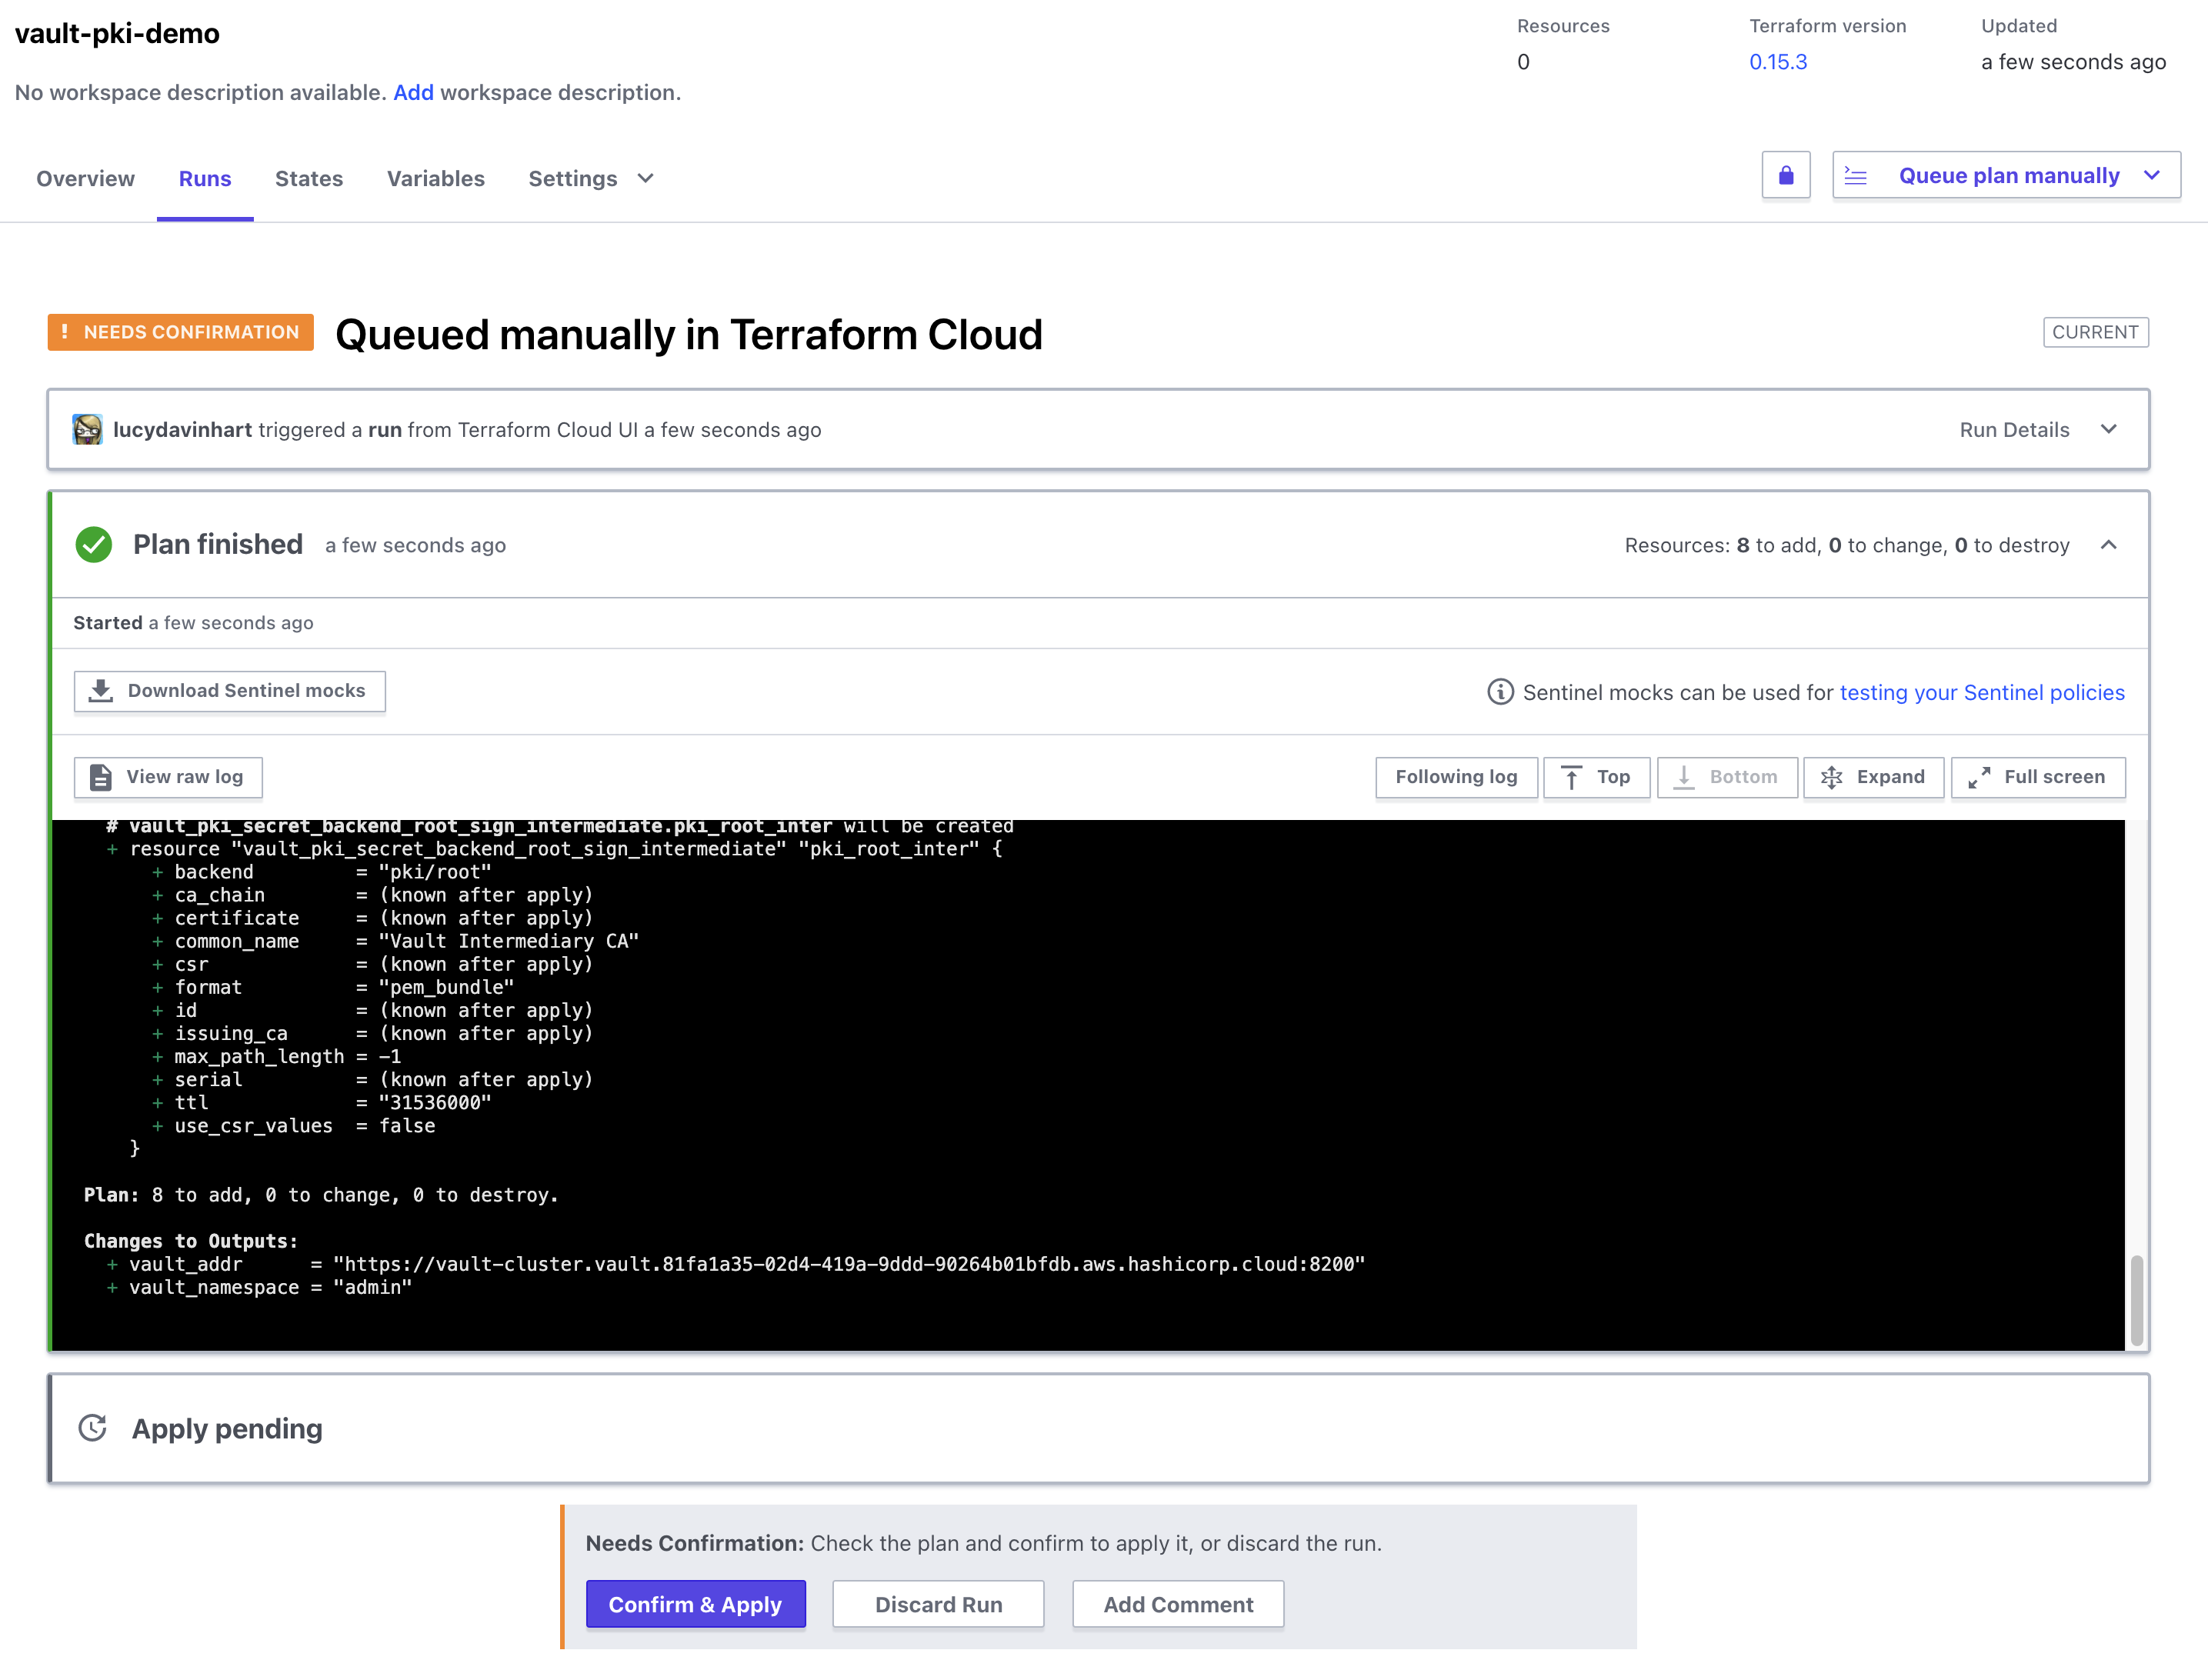 vault-pki-demo
Resources
0
Terraform version
0.15.3
Updated
a few seconds ago
No workspace description available. Add workspace description.
Overview
Runs
States
Variables
Settings
Queue plan manually
! NEEDS CONFIRMATION
Queued manually in Terraform Cloud
CURRENT
lucydavinhart triggered a run from Terraform Cloud UI a few seconds ago
Run Details
Plan finished a few seconds ago
Resources: 8 to add, 0 to change, 0 to destroy
Started a few seconds ago
Download Sentinel mocks
Sentinel mocks can be used for testing your Sentinel policies
View raw log
Following log
Top
Bottom
Expand
Full screen
# vault_pki_secret_backend_root_sign_intermediate.pki_root_inter will be created
+ resource "vault_pki_secret_backend_root_sign_intermediate" "pki_root_inter" {
+ backend = "pki/root"
+ ca_chain = (known after apply)
+ certificate = (known after apply)
+ common_name = "Vault Intermediary CA"
+ csr = (known after apply)
+ format = "pem_bundle"
+ id = (known after apply)
+ issuing_ca = (known after apply)
+ max_path_length = -1
+ serial = (known after apply)
+ ttl = "31536000"
+ use_csr_values = false
}
Plan: 8 to add, 0 to change, 0 to destroy.
Changes to Outputs:
+ vault_addr = "https://vault-cluster.vault.81fa1a35-02d4-419a-9ddd-90264b01bfdb.aws.hashicorp.cloud:8200"
+ vault_namespace = "admin"
Apply pending
Needs Confirmation: Check the plan and confirm to apply it, or discard the run.
Confirm & Apply
Discard Run
Add Comment